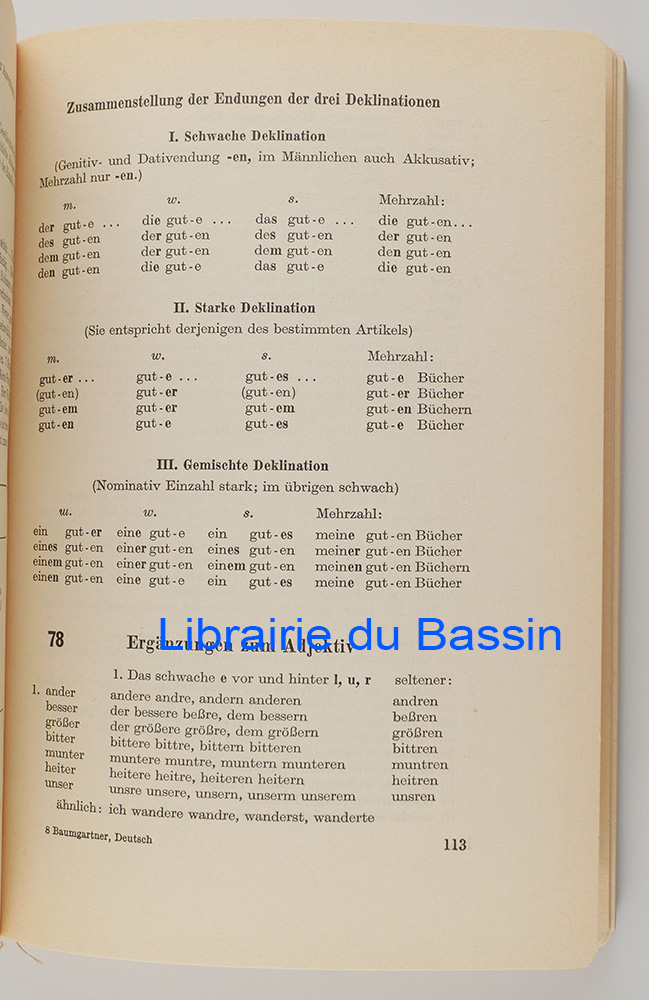 Zusammenstellung der Endungen der drei Deklinationen
I. Schwache Deklination
(Genitiv- und Dativendung -en, im Männlichen auch Akkusativ;
Mehrzahl nur -en.)
m. w. s. Mehrzahl:
der gut-e ... die gut-e ... das gut-e ... die gut-en...
des gut-en der gut-en des gut-en der gut-en
dem gut-en der gut-en dem gut-en den gut-en
den gut-en die gut-e das gut-e die gut-en
II. Starke Deklination
(Sie entspricht derjenigen des bestimmten Artikels)
m. w. s. Mehrzahl:
gut-er ... gut-e ... gut-es ... gut-e Bücher
(gut-en) gut-er (gut-en) gut-er Bücher
gut-em gut-er gut-em gut-en Büchern
gut-en gut-e gut-es gut-e Bücher
III. Gemischte Deklination
(Nominativ Einzahl stark; im übrigen schwach)
m. w. s. Mehrzahl:
ein gut-er eine gut-e ein gut-es meine gut-en Bücher
eines gut-en einer gut-en eines gut-en meiner gut-en Bücher
einem gut-en einer gut-en einem gut-en meinen gut-en Büchern
einen gut-en eine gut-e ein gut-es meine gut-en Bücher
78 Ergänzungen zum Adjektiv
Librairie du Bassin
1. Das schwache e vor und hinter l, u, r seltener:
1. ander andere andre, andern anderen andren
besser der bessere beßre, dem bessern beßren
größer der größere größre, dem größern größren
bitter bittere bittre, bittern bitteren bittren
munter muntere muntre, muntern munteren muntren
heiter heitere heitre, heiteren heitern heitren
unser unsre unsere, unsern, unserm unserem unsren
ähnlich: ich wandere wandre, wanderst, wanderte
8 Baumgartner, Deutsch
113